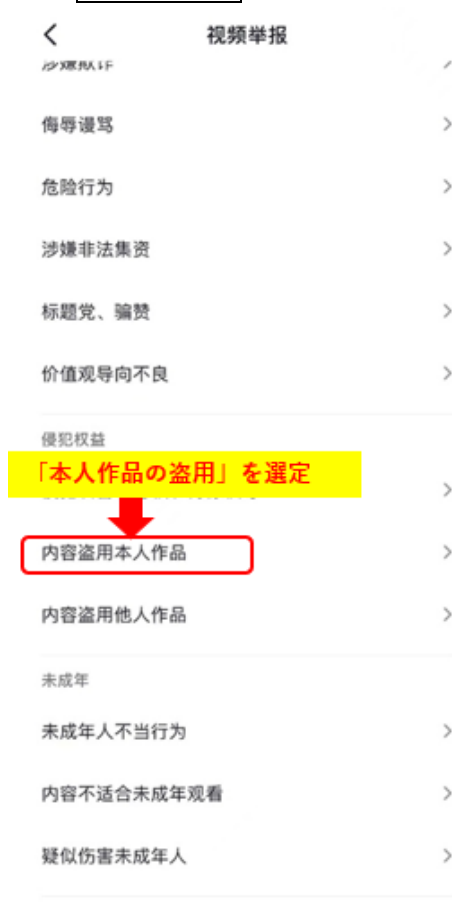 视频举报
侮辱谩骂
危险行为
涉嫌非法集资
标题党、骗赞
价值观导向不良
侵犯权益
「本人作品の盗用」を選定
内容盗用本人作品
内容盗用他人作品
未成年
未成年人不当行为
内容不适合未成年观看
疑似伤害未成年人